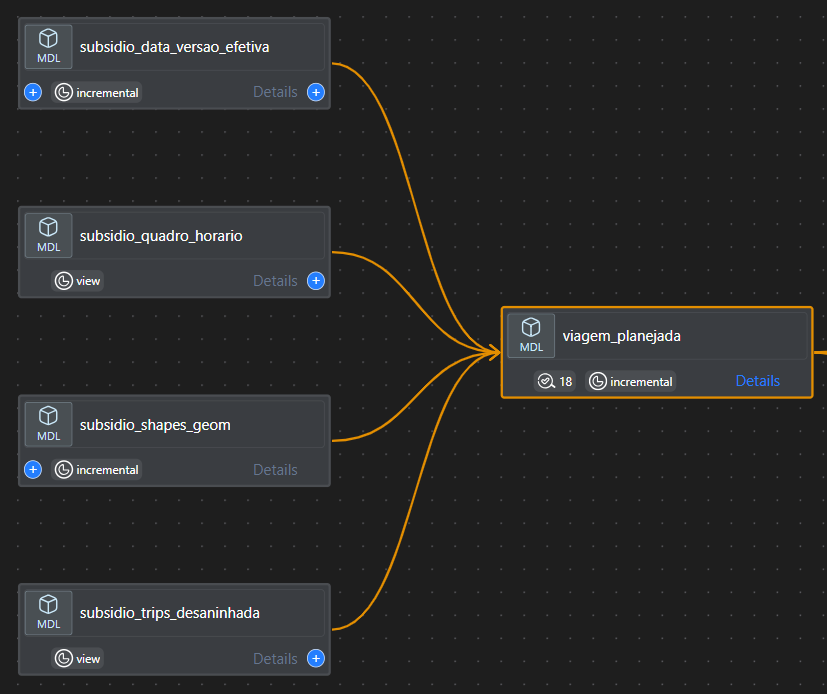 MDL
subsidio_data_versao_efetiva
incremental
Details
MDL
subsidio_quadro_horario
view
Details
MDL
viagem_planejada
18
incremental
Details
MDL
subsidio_shapes_geom
incremental
Details
MDL
subsidio_trips_desaninhada
view
Details